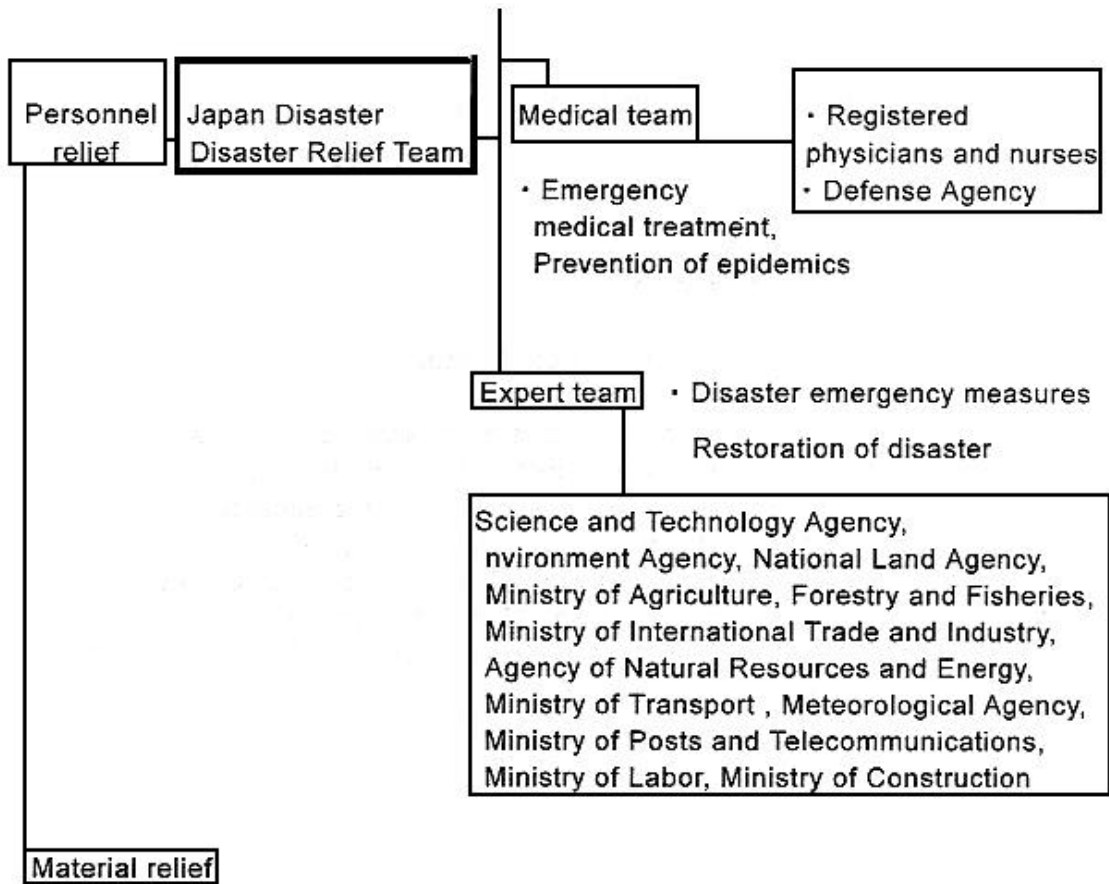 Personnel
relief
Japan Disaster
Disaster Relief Team
Medical team
・Registered
physicians and nurses
・Defense Agency
・Emergency
medical treatment,
Prevention of epidemics
Expert team
・Disaster emergency measures
Restoration of disaster
Science and Technology Agency,
nvironment Agency, National Land Agency,
Ministry of Agriculture, Forestry and Fisheries,
Ministry of International Trade and Industry,
Agency of Natural Resources and Energy,
Ministry of Transport , Meteorological Agency,
Ministry of Posts and Telecommunications,
Ministry of Labor, Ministry of Construction
Material relief